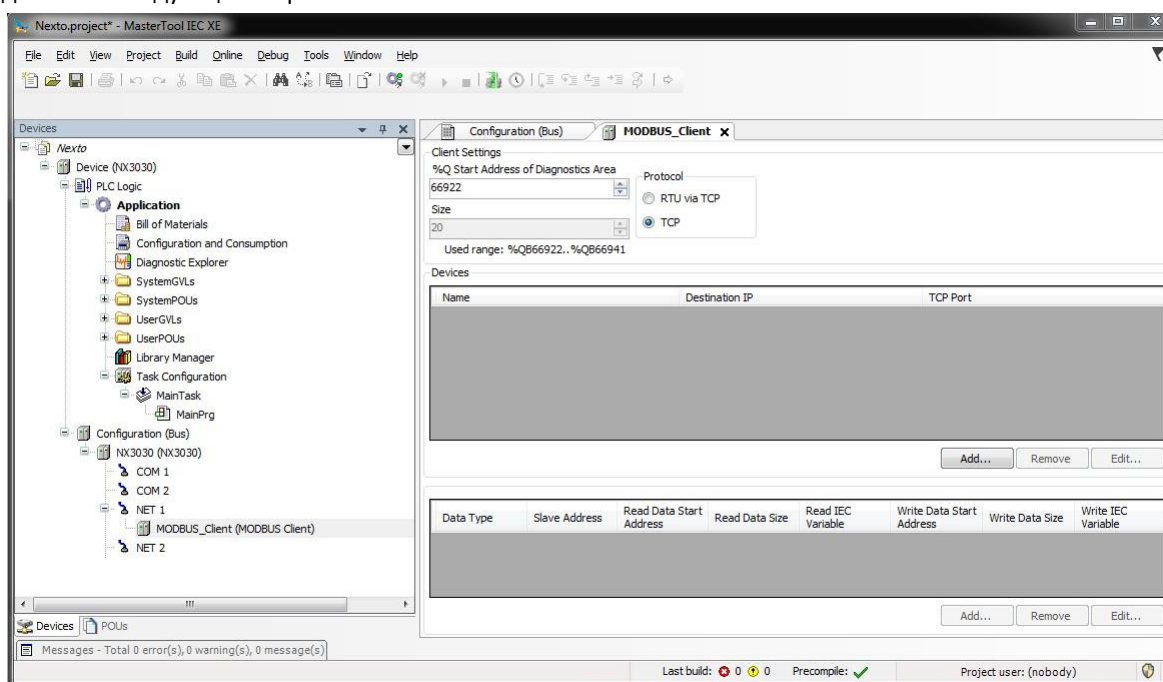 Nexto.project* - MasterTool IEC XE
File Edit View Project Build Online Debug Tools Window Help
Devices
Nexto
Device (NX3030)
PLC Logic
Application
Bill of Materials
Configuration and Consumption
Diagnostic Explorer
SystemGVLs
SystemPOUs
UserGVLs
UserPOUs
Library Manager
Task Configuration
MainTask
MainPrg
Configuration (Bus)
NX3030 (NX3030)
COM 1
COM 2
NET 1
MODBUS_Client (MODBUS Client)
NET 2
Devices POUs
Configuration (Bus) MODBUS_Client
Client Settings
%Q Start Address of Diagnostics Area
66922
Size
20
Used range: %QB66922..%QB66941
Protocol
RTU via TCP
TCP
Devices
Name Destination IP TCP Port
Add... Remove Edit...
Data Type Slave Address Read Data Start Address Read Data Size Read IEC Variable Write Data Start Address Write Data Size Write IEC Variable
Add... Remove Edit...
Messages - Total 0 error(s), 0 warning(s), 0 message(s)
Last build: 0 0 Precompile: Project user: (nobody)